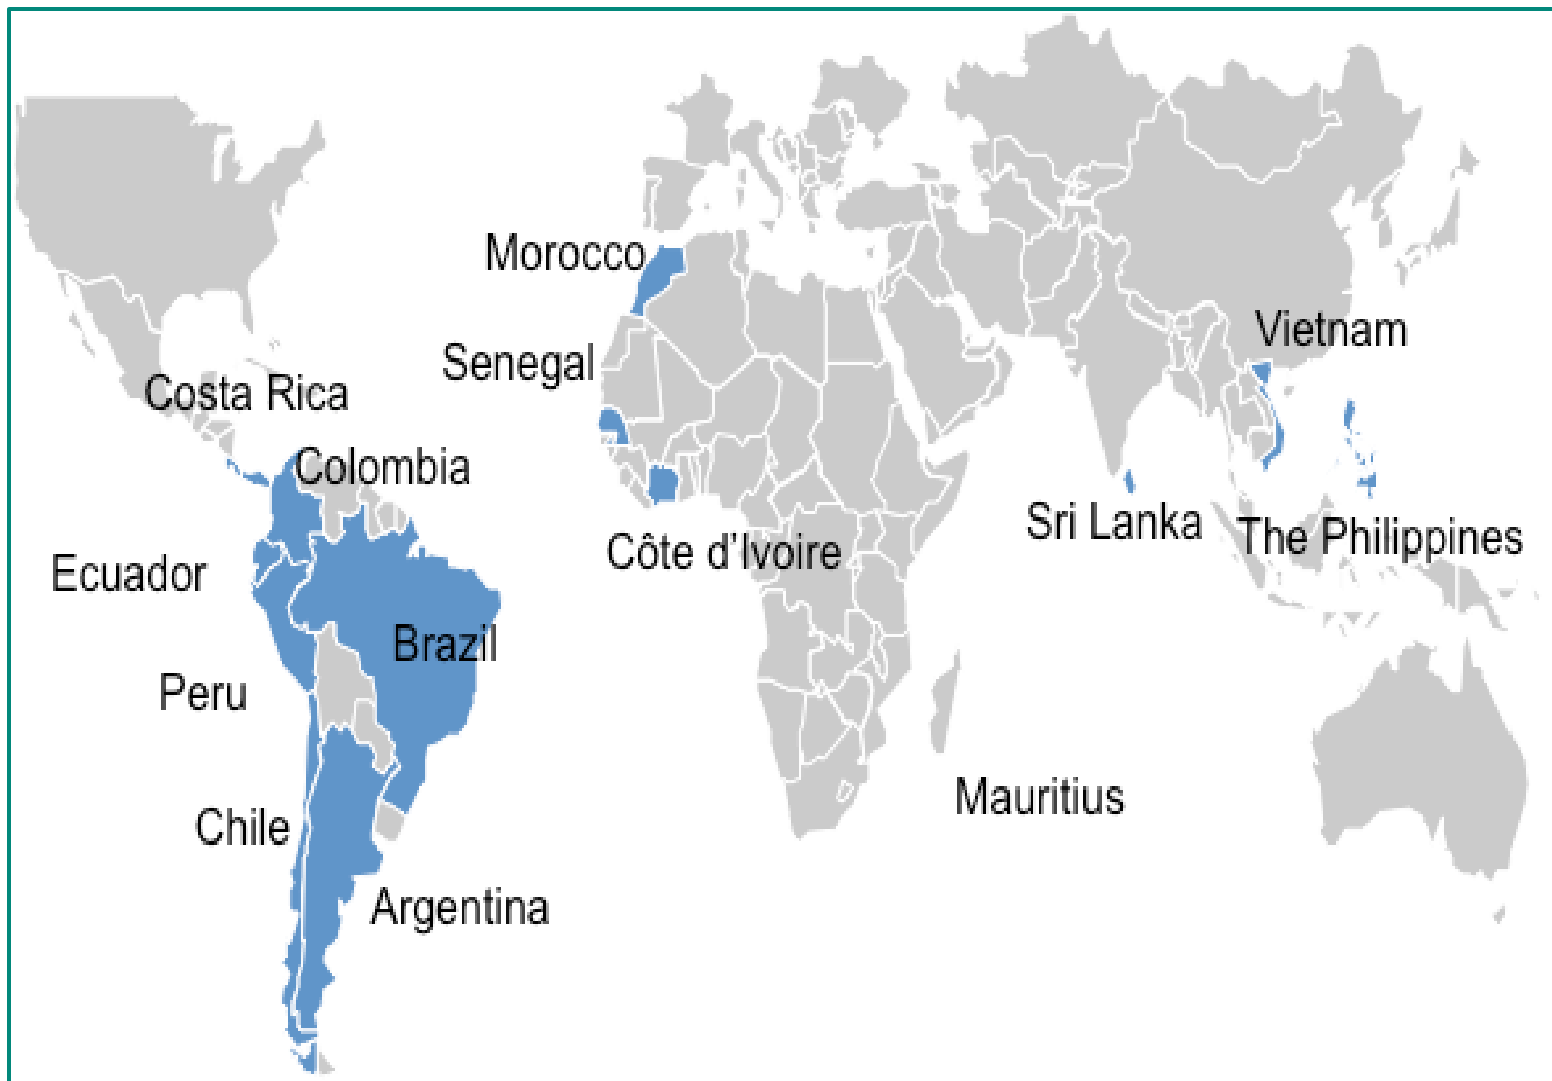 Morocco
Vietnam
Senegal
Costa Rica
Colombia
Sri Lanka
The Philippines
Côte d'Ivoire
Ecuador
Brazil
Peru
Mauritius
Chile
Argentina